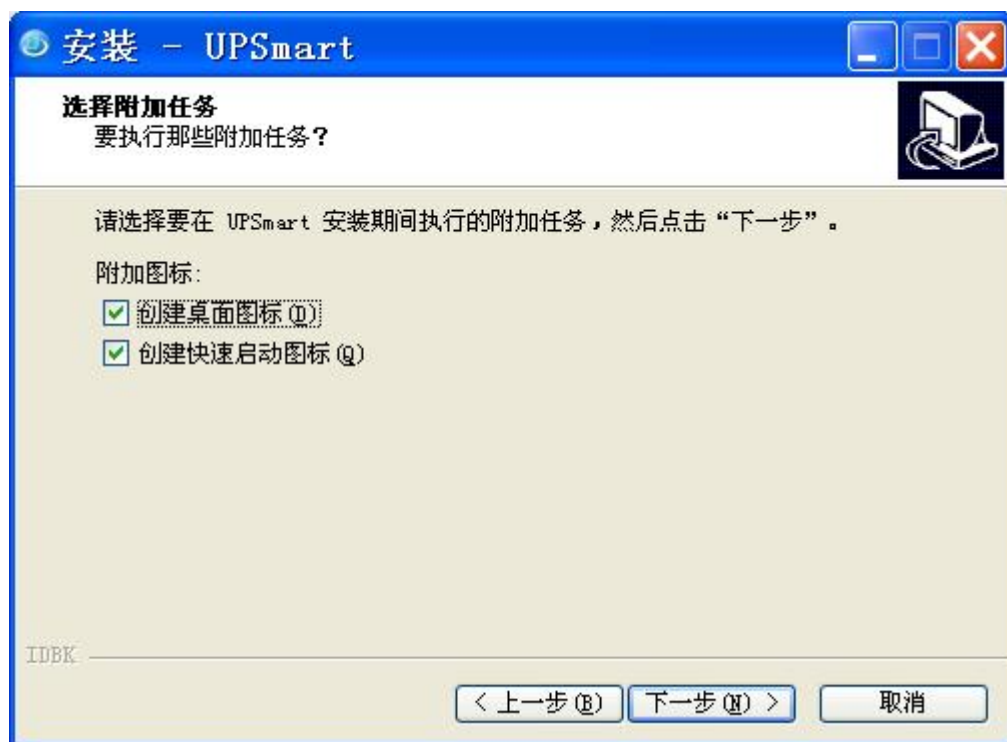 安装 - UPSmart
选择附加任务
要执行那些附加任务？
请选择要在 UPSmart 安装期间执行的附加任务，然后点击“下一步”。
附加图标:
创建桌面图标(D)
创建快速启动图标(Q)
IDBK
< 上一步(B)
下一步(N) >
取消